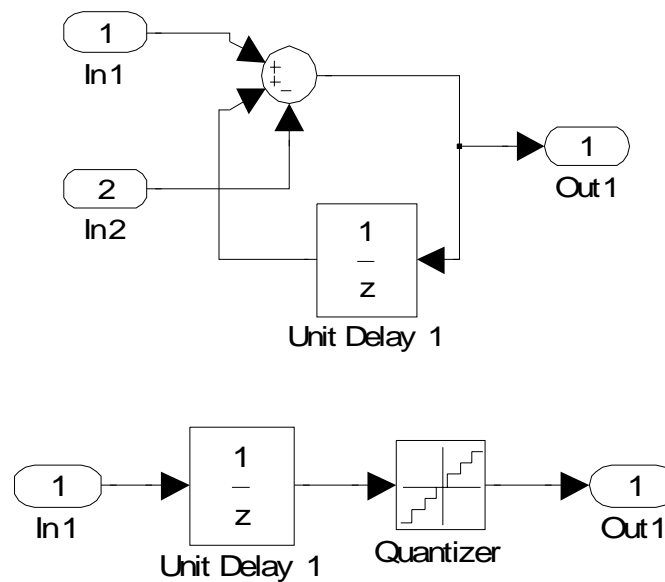 1
In1
+
+
−
2
In2
1
Out1
1
z
Unit Delay 1
1
In1
1
z
Unit Delay 1
Quantizer
1
Out1